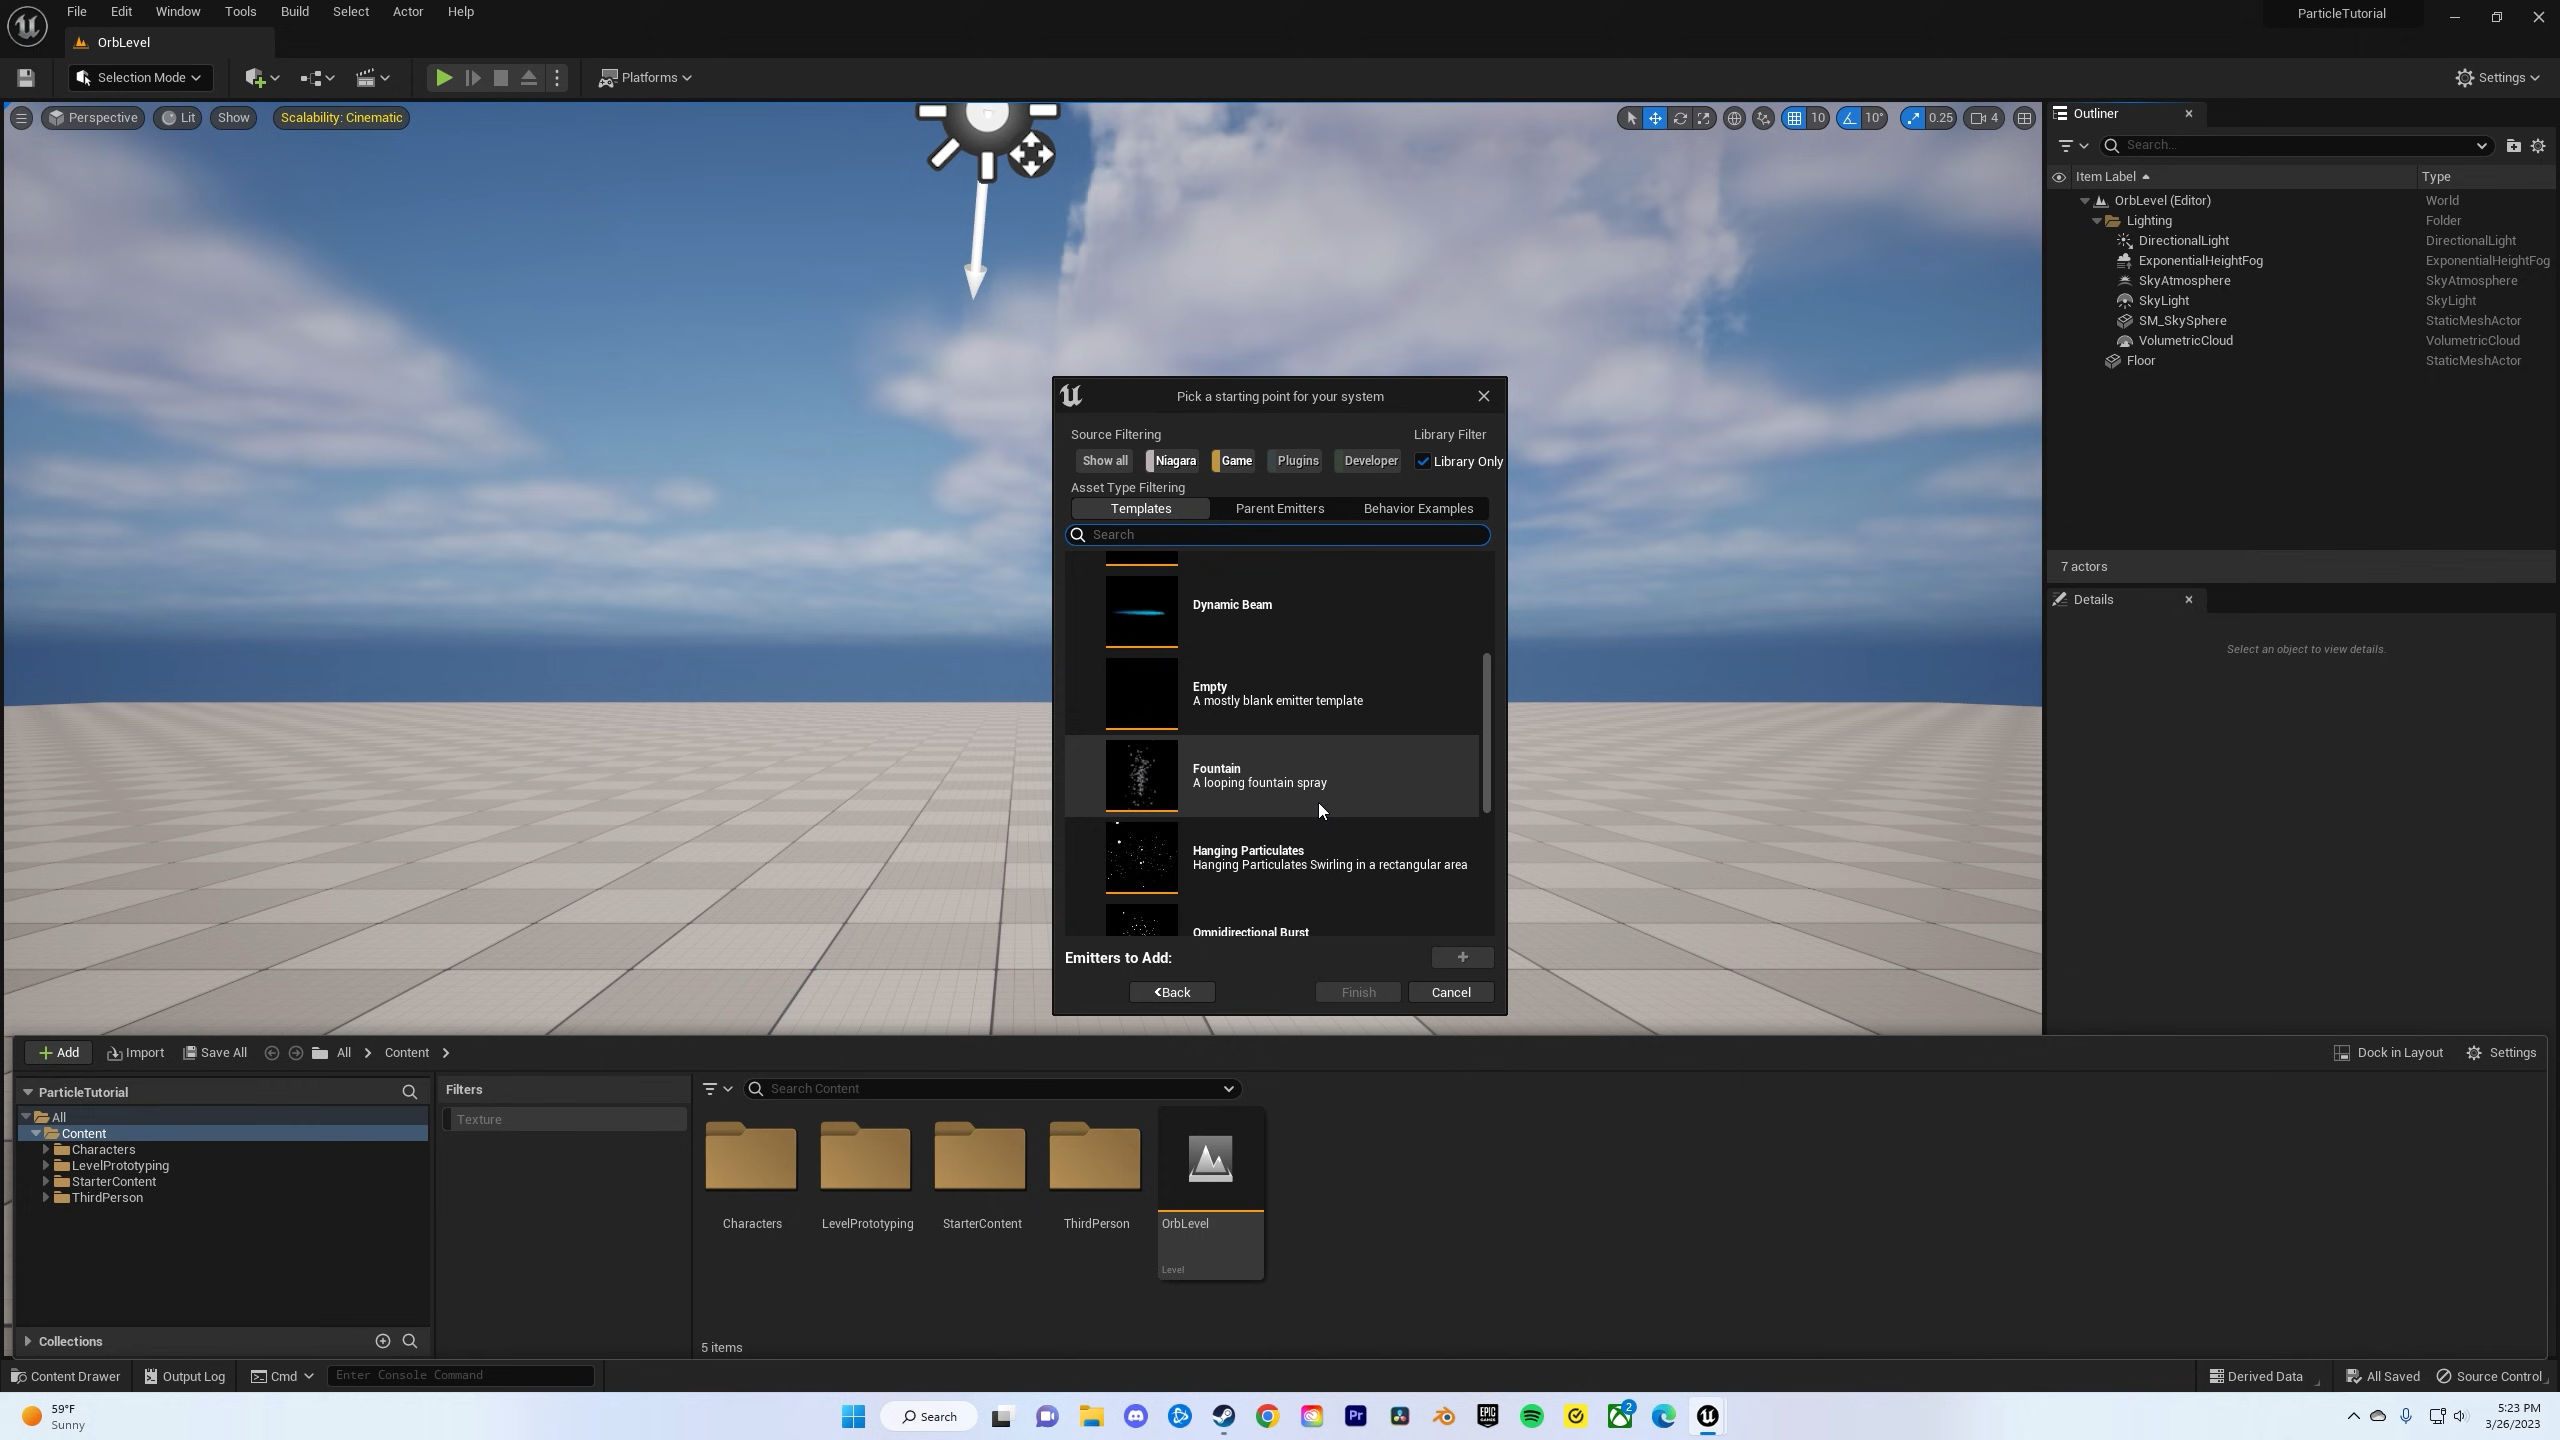 File Edit Window Tools Build Select Actor Help
ParticleTutorial
OrbLevel
Selection Mode
Platforms
Settings
Perspective Lit Show Scalability: Cinematic
10 10° 0.25 4
Outliner
Search...
Item Label Type
OrbLevel (Editor) World
Lighting Folder
DirectionalLight DirectionalLight
ExponentialHeightFog ExponentialHeightFog
SkyAtmosphere SkyAtmosphere
SkyLight SkyLight
SM_SkySphere StaticMeshActor
VolumetricCloud VolumetricCloud
Floor StaticMeshActor
7 actors
Details
Select an object to view details.
Pick a starting point for your system
Source Filtering Library Filter
Show all Niagara Game Plugins Developer Library Only
Asset Type Filtering
Templates Parent Emitters Behavior Examples
Search
Dynamic Beam
Empty
A mostly blank emitter template
Fountain
A looping fountain spray
Hanging Particulates
Hanging Particulates Swirling in a rectangular area
Omnidirectional Burst
Emitters to Add: +
<Back Finish Cancel
+ Add Import Save All All > Content >
Dock in Layout Settings
ParticleTutorial
All
Content
Characters
LevelPrototyping
StarterContent
ThirdPerson
Collections
Filters
Texture
Search Content
Characters LevelPrototyping StarterContent ThirdPerson OrbLevel
Level
5 items
Content Drawer Output Log Cmd Enter Console Command
Derived Data All Saved Source Control
59°F
Sunny
Search
Pr
EPIC GAMES
2
5:23 PM
3/26/2023